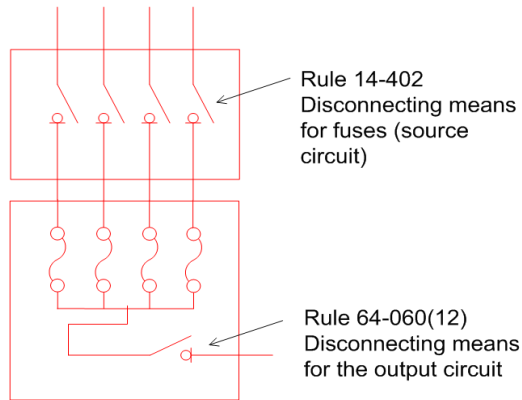 Rule 14-402
Disconnecting means
for fuses (source
circuit)
Rule 64-060(12)
Disconnecting means
for the output circuit